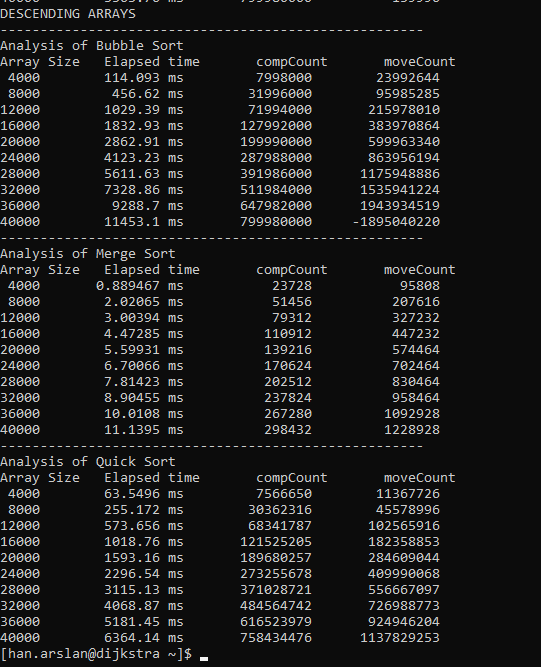 DESCENDING ARRAYS
-----------------------------------------------------
Analysis of Bubble Sort
Array Size   Elapsed time       compCount       moveCount
 4000        114.093 ms         7998000        23992644
 8000         456.62 ms        31996000        95985285
12000        1029.39 ms        71994000       215978010
16000        1832.93 ms       127992000       383970864
20000        2862.91 ms       199990000       599963340
24000        4123.23 ms       287988000       863956194
28000        5611.63 ms       391986000      1175948886
32000        7328.86 ms       511984000      1535941224
36000         9288.7 ms       647982000      1943934519
40000        11453.1 ms       799980000     -1895040220
-----------------------------------------------------
Analysis of Merge Sort
Array Size   Elapsed time       compCount       moveCount
 4000       0.889467 ms           23728           95808
 8000        2.02065 ms           51456          207616
12000        3.00394 ms           79312          327232
16000        4.47285 ms          110912          447232
20000        5.59931 ms          139216          574464
24000        6.70066 ms          170624          702464
28000        7.81423 ms          202512          830464
32000        8.90455 ms          237824          958464
36000        10.0108 ms          267280         1092928
40000        11.1395 ms          298432         1228928
-----------------------------------------------------
Analysis of Quick Sort
Array Size   Elapsed time       compCount       moveCount
 4000        63.5496 ms         7566650        11367726
 8000        255.172 ms        30362316        45578996
12000        573.656 ms        68341787       102565916
16000        1018.76 ms       121525205       182358853
20000        1593.16 ms       189680257       284609044
24000        2296.54 ms       273255678       409990068
28000        3115.13 ms       371028721       556667097
32000        4068.87 ms       484564742       726988773
36000        5181.45 ms       616523979       924946204
40000        6364.14 ms       758434476      1137829253
[han.arslan@dijkstra ~]$